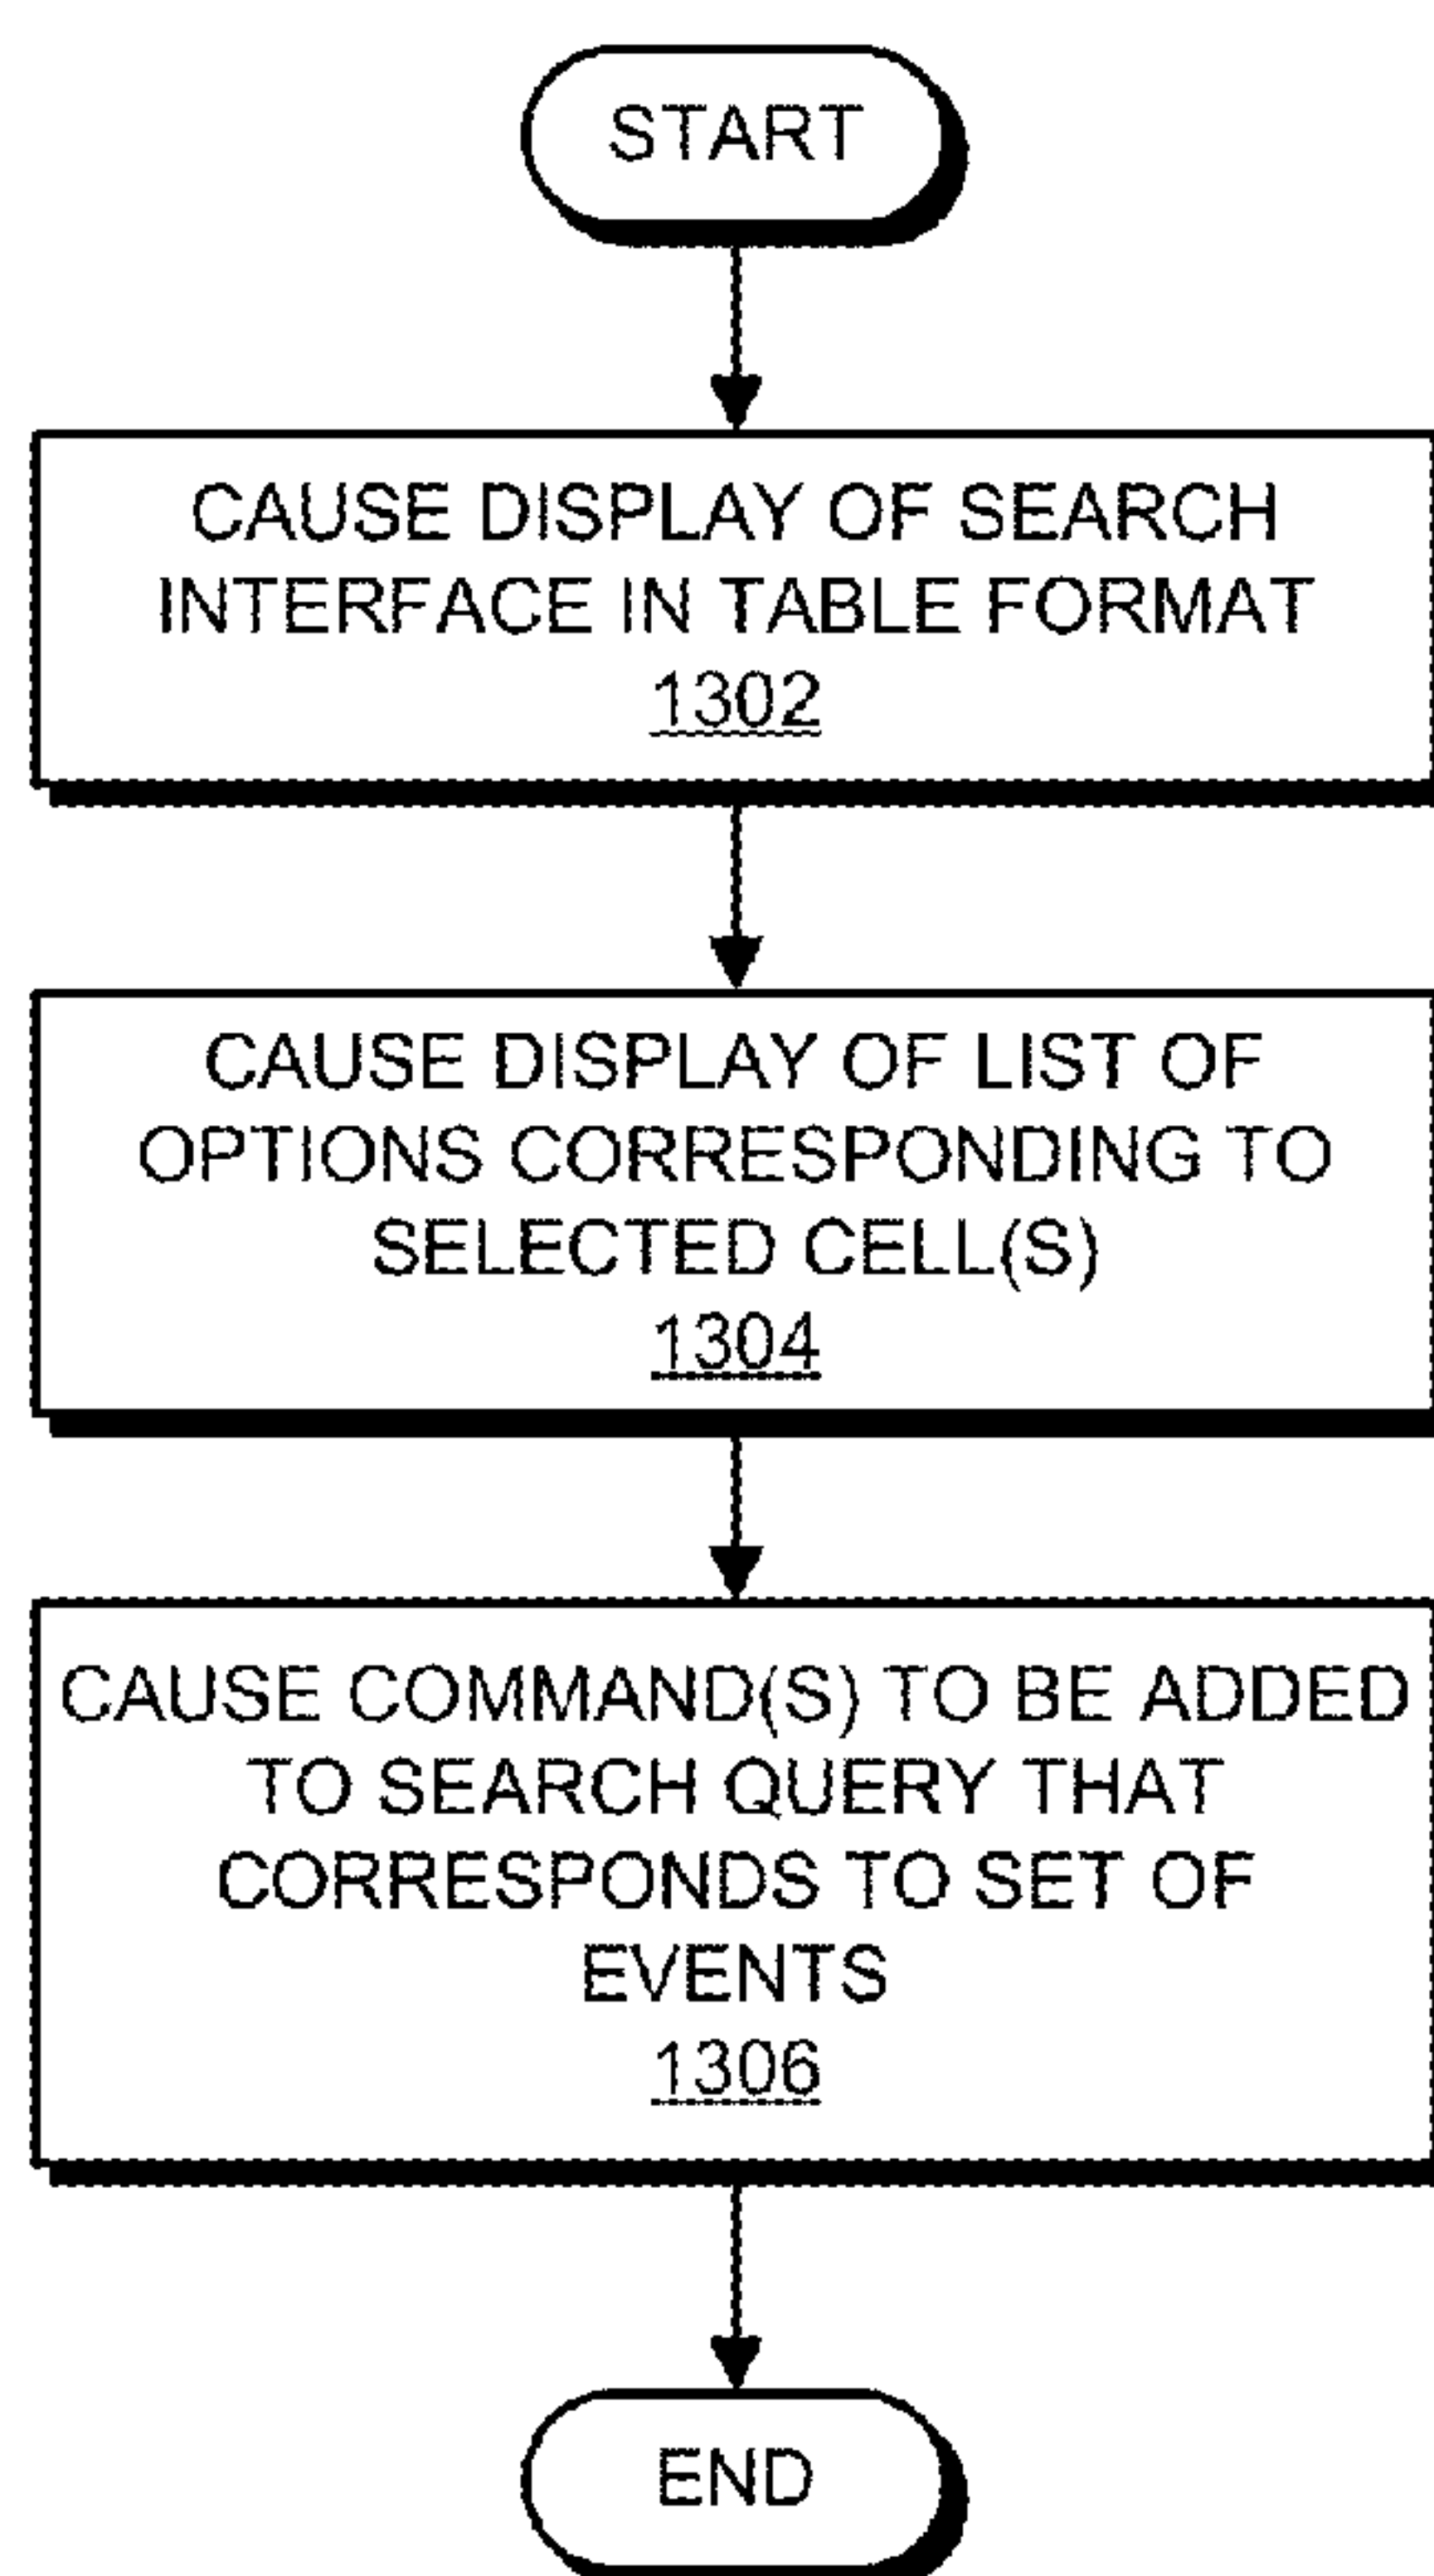 START
CAUSE DISPLAY OF SEARCH
INTERFACE IN TABLE FORMAT
1302
CAUSE DISPLAY OF LIST OF
OPTIONS CORRESPONDING TO
SELECTED CELL(S)
1304
CAUSE COMMAND(S) TO BE ADDED
TO SEARCH QUERY THAT
CORRESPONDS TO SET OF
EVENTS
1306
END